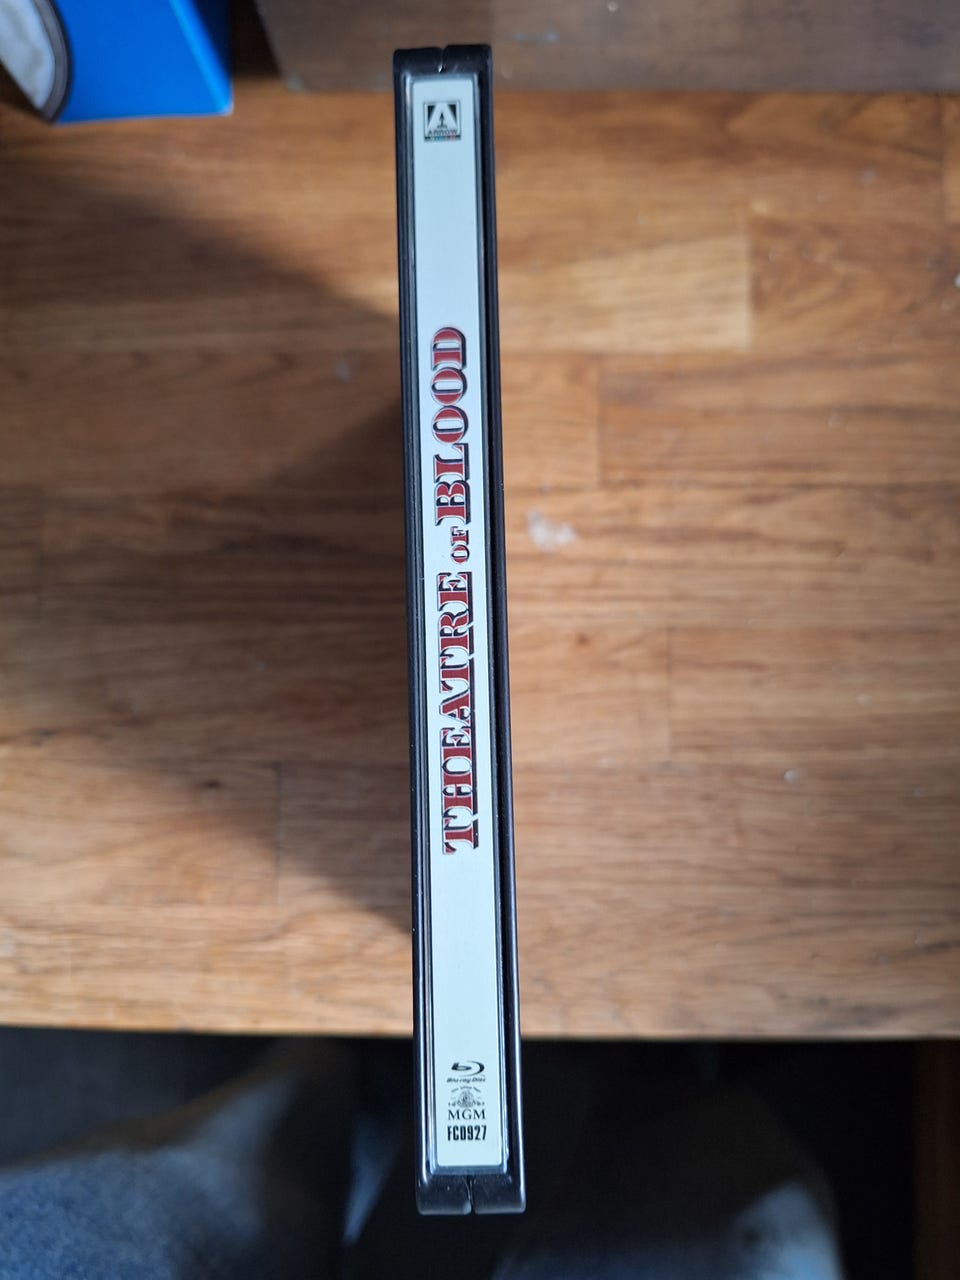 ARROW
THEATRE OF BLOOD
Blu-ray Disc
MGM
FCD927